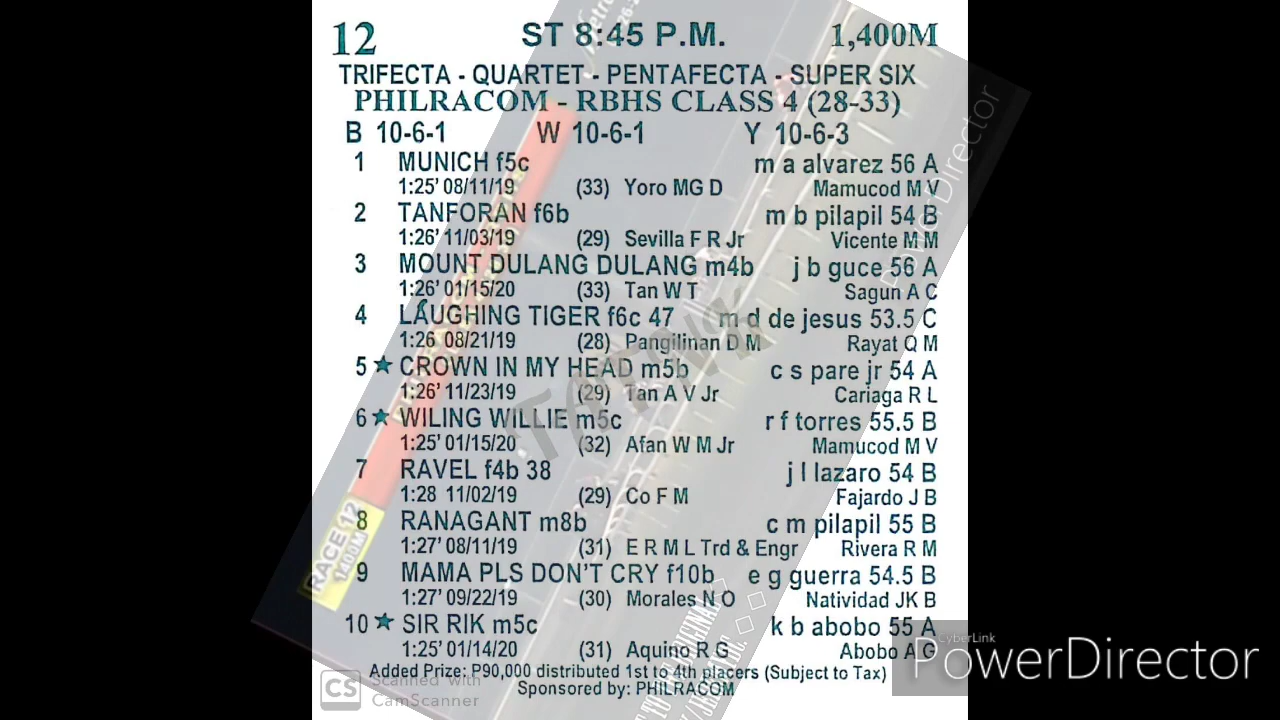 12 ST 8:45 P.M. 1,400M
TRIFECTA - QUARTET - PENTAFECTA - SUPER SIX
PHILRACOM - RBHS CLASS 4 (28-33)
B 10-6-1 W 10-6-1 Y 10-6-3
1 MUNICH f5c m a alvarez 56 A
1:25' 08/11/19 (33) Yoro MG D Mamucod M V
2 TANFORAN f6b m b pilapil 54 B
1:26' 11/03/19 (29) Sevilla F R Jr Vicente M M
3 MOUNT DULANG DULANG m4b j b guce 56 A
1:26' 01/15/20 (33) Tan W T Sagun A C
4 LAUGHING TIGER f6c 47 m d de jesus 53.5 C
1:26 08/21/19 (28) Pangilinan D M Rayat Q M
5 ★ CROWN IN MY HEAD m5b c s pare jr 54 A
1:26' 11/23/19 (29) Tan A V Jr Cariaga R L
6 ★ WILING WILLIE m5c r f torres 55.5 B
1:25' 01/15/20 (32) Afan W M Jr Mamucod M V
7 RAVEL f4b 38 j l lazaro 54 B
1:28 11/02/19 (29) Co F M Fajardo J B
8 RANAGANT m8b c m pilapil 55 B
1:27' 08/11/19 (31) E R M L Trd & Engr Rivera R M
9 MAMA PLS DON'T CRY f10b e g guerra 54.5 B
1:27' 09/22/19 (30) Morales N O Natividad JK B
10 ★ SIR RIK m5c k b abobo 55 A
1:25' 01/14/20 (31) Aquino R G Abobo A G
Added Prize: P90,000 distributed 1st to 4th placers (Subject to Tax)
Sponsored by: PHILRACOM
CS Scanned with
CamScanner
RACE 12
1400M
PowerDirector
CyberLink
PowerDirector